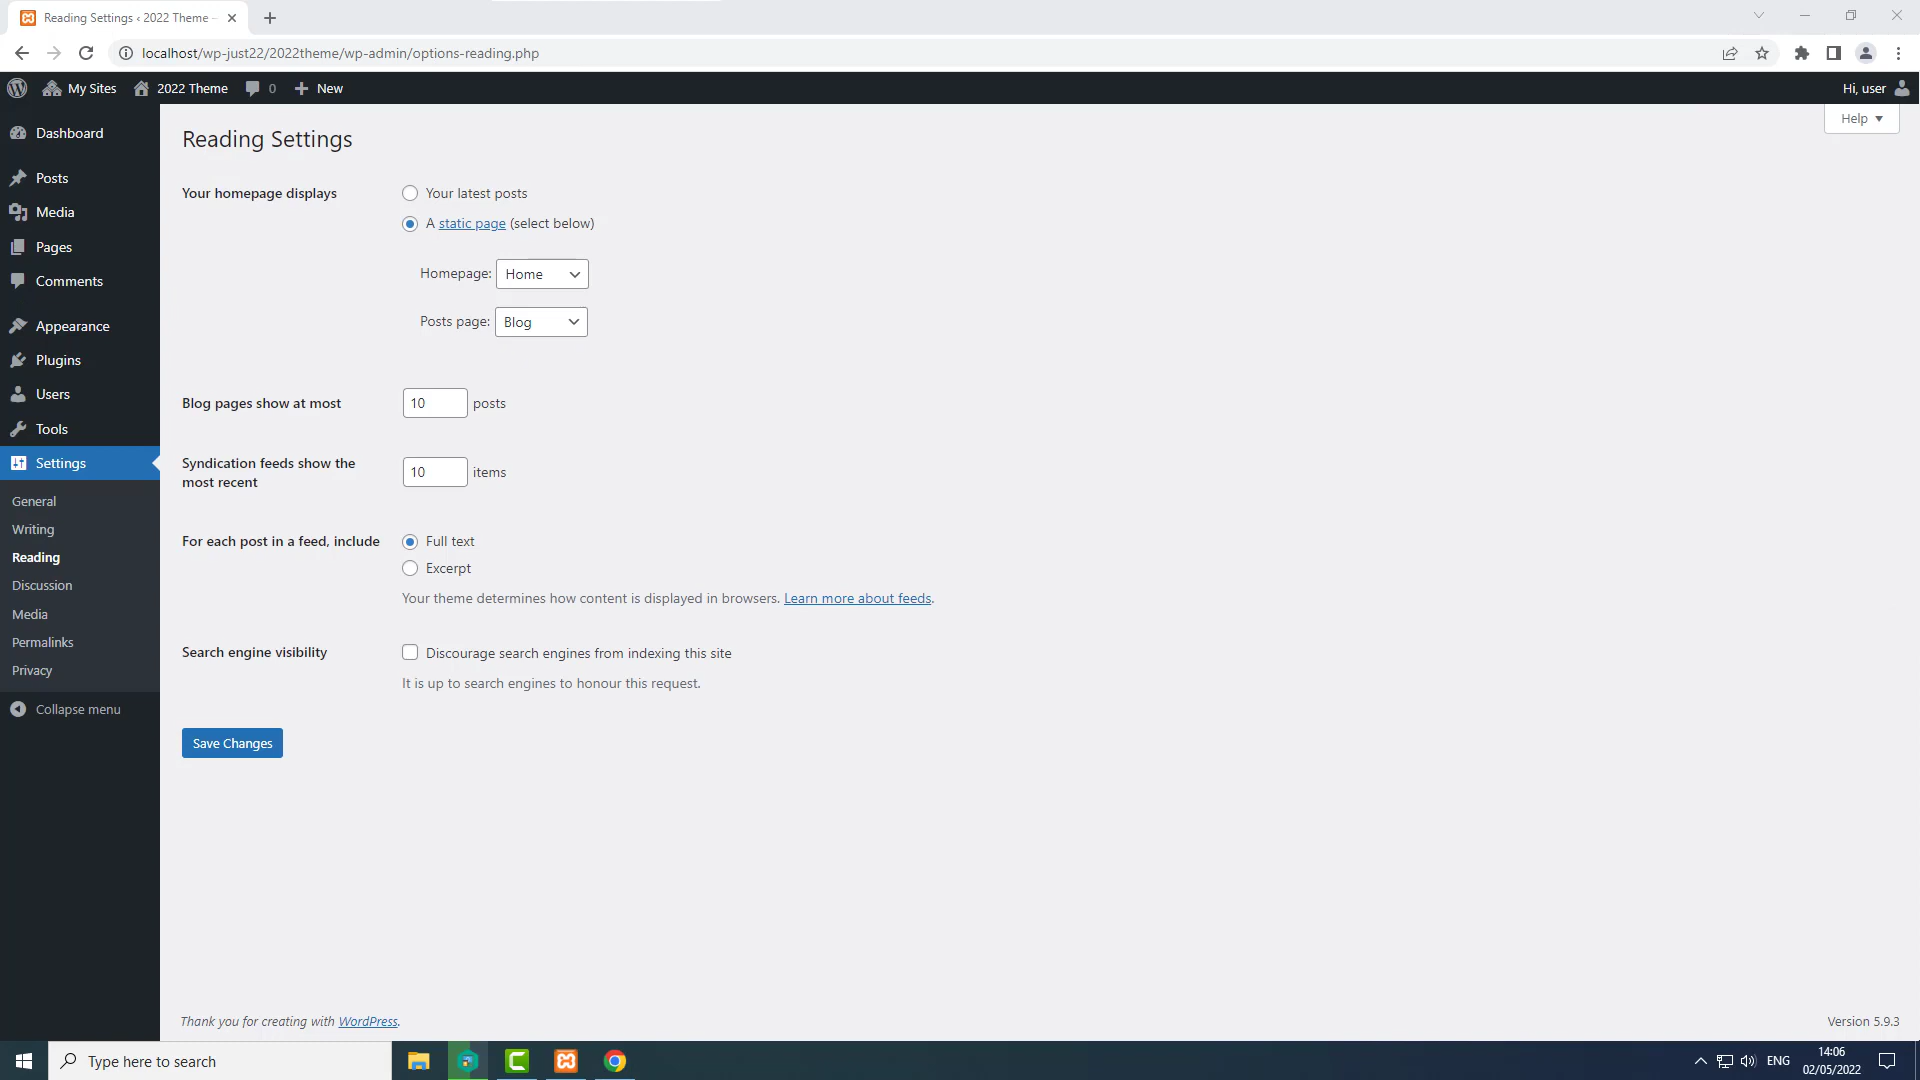 Reading Settings ‹ 2022 Theme –
localhost/wp-just22/2022theme/wp-admin/options-reading.php
My Sites
2022 Theme
0
New
Hi, user
Help
Dashboard
Posts
Media
Pages
Comments
Appearance
Plugins
Users
Tools
Settings
General
Writing
Reading
Discussion
Media
Permalinks
Privacy
Collapse menu
Reading Settings
Your homepage displays
Your latest posts
A static page (select below)
Homepage: Home
Posts page: Blog
Blog pages show at most
10 posts
Syndication feeds show the
most recent
10 items
For each post in a feed, include
Full text
Excerpt
Your theme determines how content is displayed in browsers. Learn more about feeds.
Search engine visibility
Discourage search engines from indexing this site
It is up to search engines to honour this request.
Save Changes
Thank you for creating with WordPress.
Version 5.9.3
Type here to search
ENG
14:06
02/05/2022